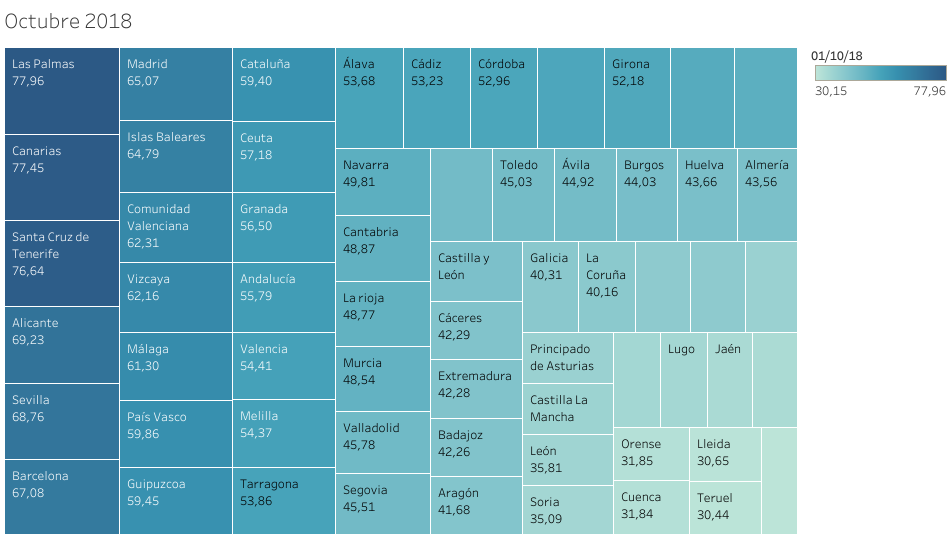 Octubre 2018
01/10/18
30,15
77,96
Las Palmas
77,96
Canarias
77,45
Santa Cruz de
Tenerife
76,64
Alicante
69,23
Sevilla
68,76
Barcelona
67,08
Madrid
65,07
Islas Baleares
64,79
Comunidad
Valenciana
62,31
Vizcaya
62,16
Málaga
61,30
País Vasco
59,86
Guipuzcoa
59,45
Cataluña
59,40
Ceuta
57,18
Granada
56,50
Andalucía
55,79
Valencia
54,41
Melilla
54,37
Tarragona
53,86
Álava
53,68
Cádiz
53,23
Córdoba
52,96
Girona
52,18
Navarra
49,81
Cantabria
48,87
La rioja
48,77
Murcia
48,54
Valladolid
45,78
Segovia
45,51
Toledo
45,03
Ávila
44,92
Burgos
44,03
Huelva
43,66
Almería
43,56
Castilla y
León
Cáceres
42,29
Extremadura
42,28
Badajoz
42,26
Aragón
41,68
Galicia
40,31
La
Coruña
40,16
Principado
de Asturias
Castilla La
Mancha
León
35,81
Soria
35,09
Lugo
Jaén
Orense
31,85
Cuenca
31,84
Lleida
30,65
Teruel
30,44